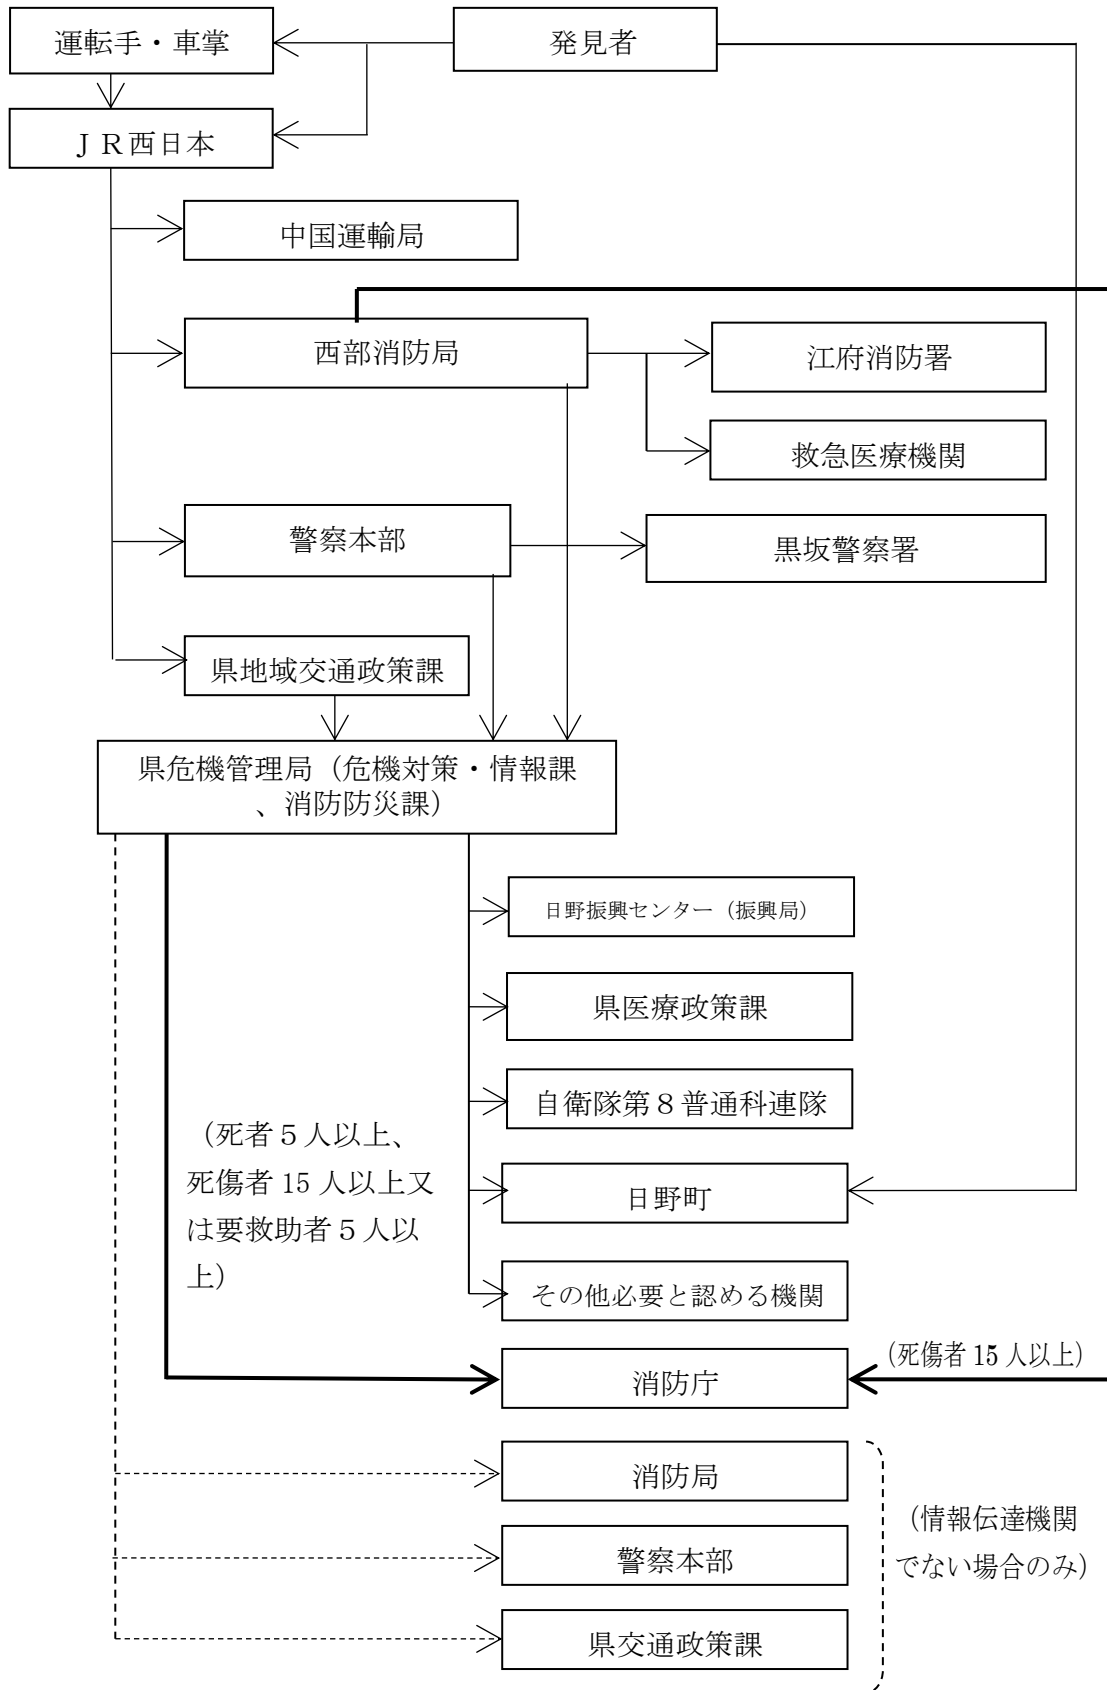 運転手・車掌
発見者
ＪＲ西日本
中国運輸局
西部消防局
江府消防署
救急医療機関
警察本部
黒坂警察署
県地域交通政策課
県危機管理局（危機対策・情報課
、消防防災課）
日野振興センター（振興局）
県医療政策課
自衛隊第８普通科連隊
（死者５人以上、
死傷者 15 人以上又
は要救助者５人以
上）
日野町
その他必要と認める機関
消防庁
（死傷者 15 人以上）
消防局
（情報伝達機関
でない場合のみ）
警察本部
県交通政策課